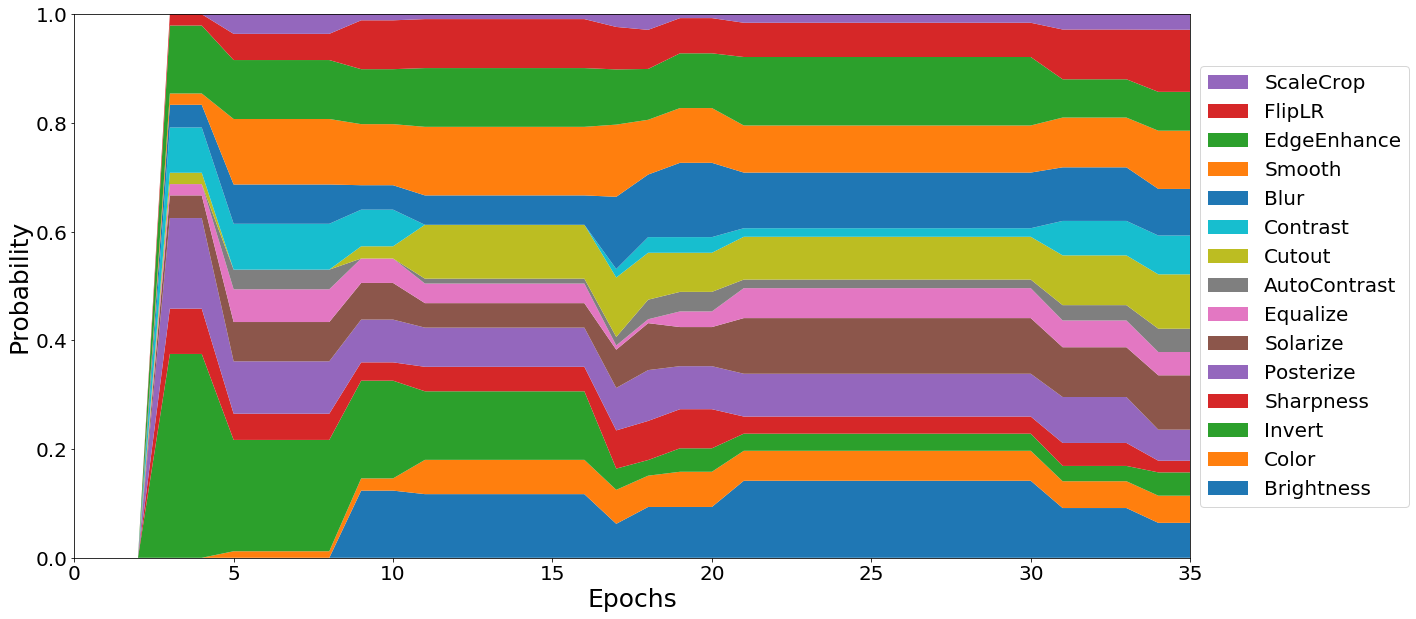 1.0
0.8
0.6
0.4
0.2
0.0
Probability
0 5 10 15 20 25 30 35
Epochs
ScaleCrop
FlipLR
EdgeEnhance
Smooth
Blur
Contrast
Cutout
AutoContrast
Equalize
Solarize
Posterize
Sharpness
Invert
Color
Brightness